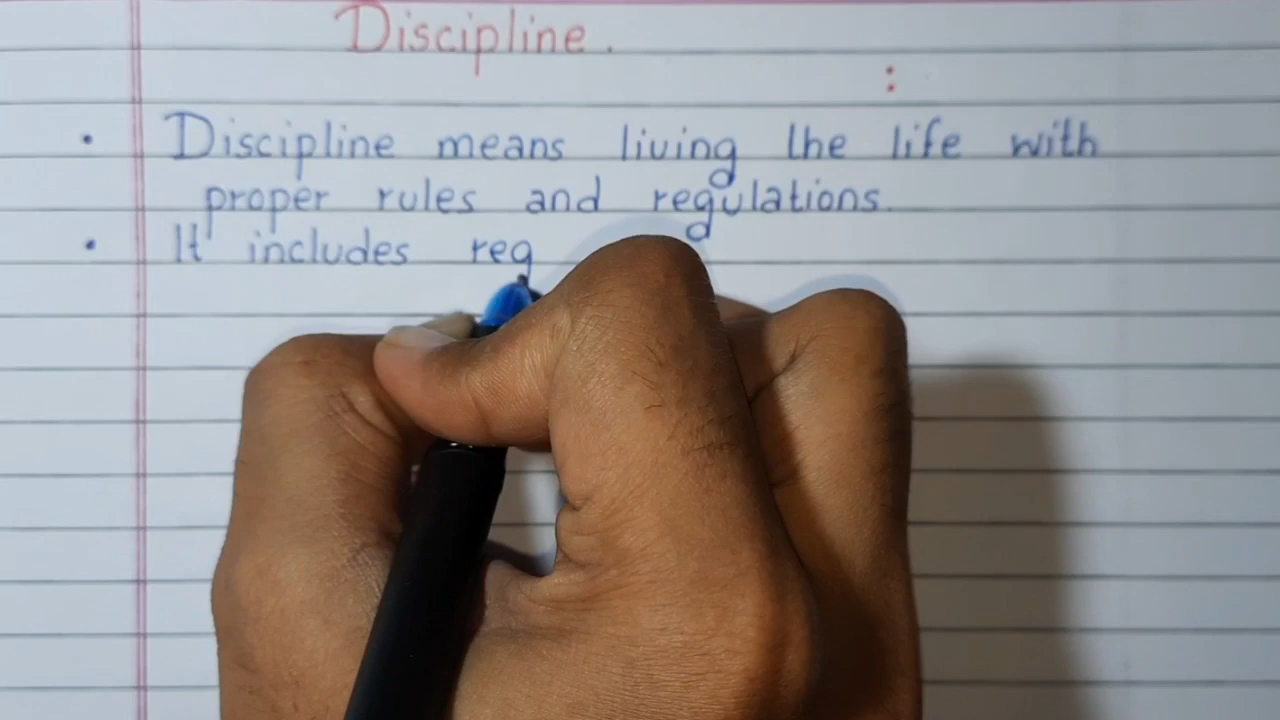 Discipline.
:
• Discipline means living the life with
proper rules and regulations.
• It includes reg